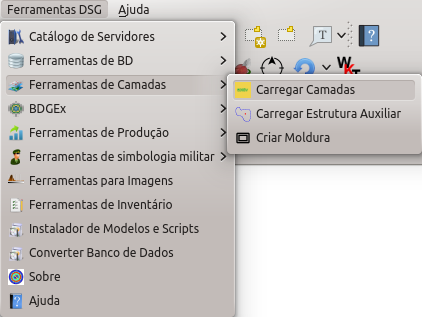 Ferramentas DSG Ajuda
Catálogo de Servidores
Ferramentas de BD
Ferramentas de Camadas
Carregar Camadas
Carregar Estrutura Auxiliar
Criar Moldura
BDGEx
Ferramentas de Produção
Ferramentas de simbologia militar
Ferramentas para Imagens
Ferramentas de Inventário
Instalador de Modelos e Scripts
Converter Banco de Dados
Sobre
Ajuda
T
?
WKT